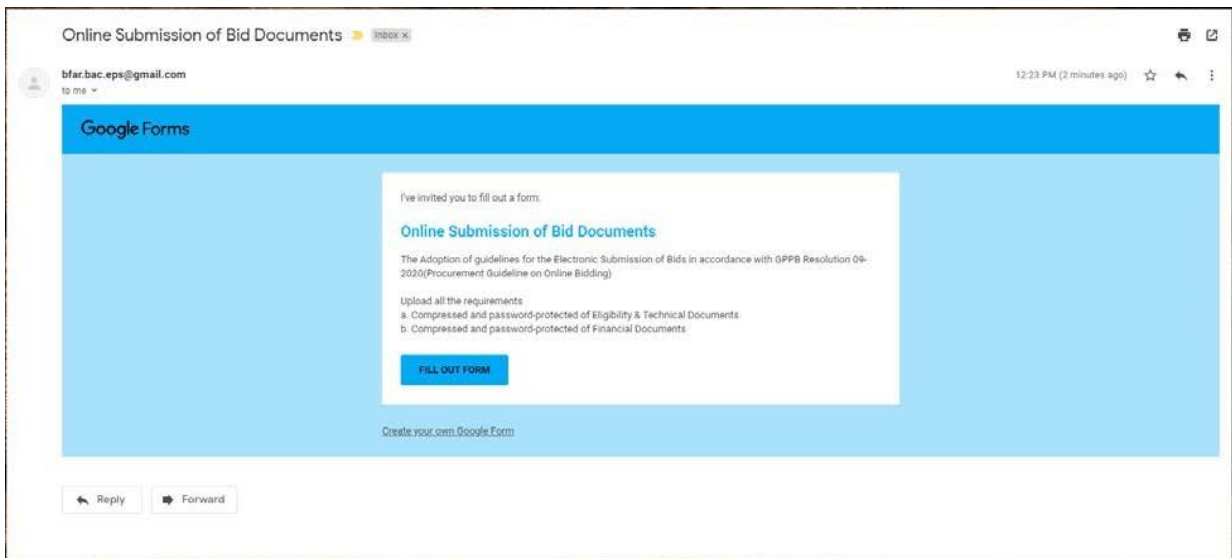 Online Submission of Bid Documents Inbox x
bfar.bac.eps@gmail.com
12:23 PM (2 minutes ago)
to me
Google Forms
I've invited you to fill out a form:
Online Submission of Bid Documents
The Adoption of guidelines for the Electronic Submission of Bids in accordance with GPPB Resolution 09-
2020(Procurement Guideline on Online Bidding)
Upload all the requirements
a. Compressed and password-protected of Eligibility & Technical Documents
b. Compressed and password-protected of Financial Documents
FILL OUT FORM
Create your own Google Form
Reply
Forward